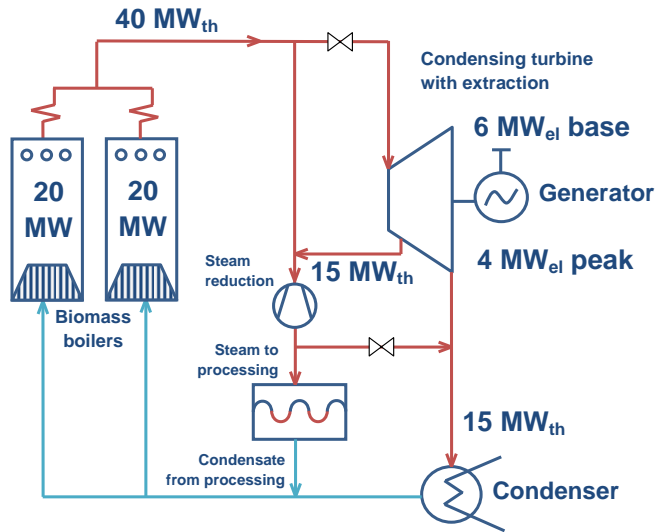 40 MWth
Condensing turbine
with extraction
6 MWel base
20
MW
20
MW
Generator
Steam
reduction
15 MWth
4 MWel peak
Biomass
boilers
Steam to
processing
15 MWth
Condensate
from processing
Condenser